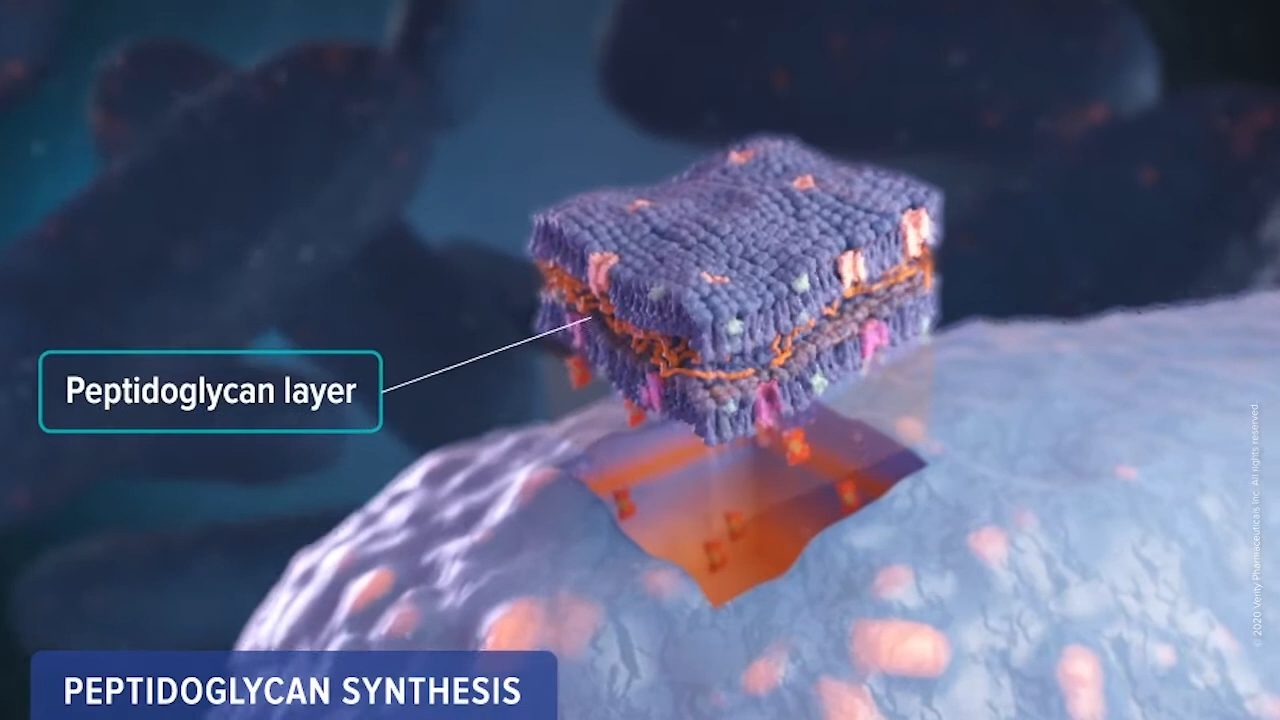 Peptidoglycan layer
PEPTIDOGLYCAN SYNTHESIS
© 2020 Verity Pharmaceuticals Inc. All rights reserved.